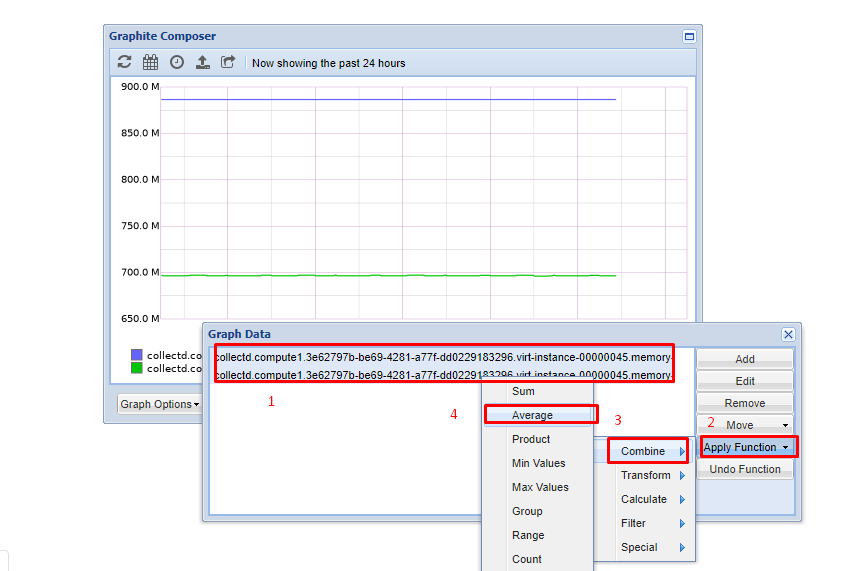 Graphite Composer
Now showing the past 24 hours
900.0 M
850.0 M
800.0 M
750.0 M
700.0 M
650.0 M
collectd.co
collectd.co
Graph Options
Graph Data
collectd.compute1.3e62797b-be69-4281-a77f-dd0229183296.virt-instance-00000045.memory-
collectd.compute1.3e62797b-be69-4281-a77f-dd0229183296.virt-instance-00000045.memory-
1
Add
Edit
Remove
2 Move
Apply Function
Undo Function
3
Combine
Transform
Calculate
Filter
Special
4
Sum
Average
Product
Min Values
Max Values
Group
Range
Count